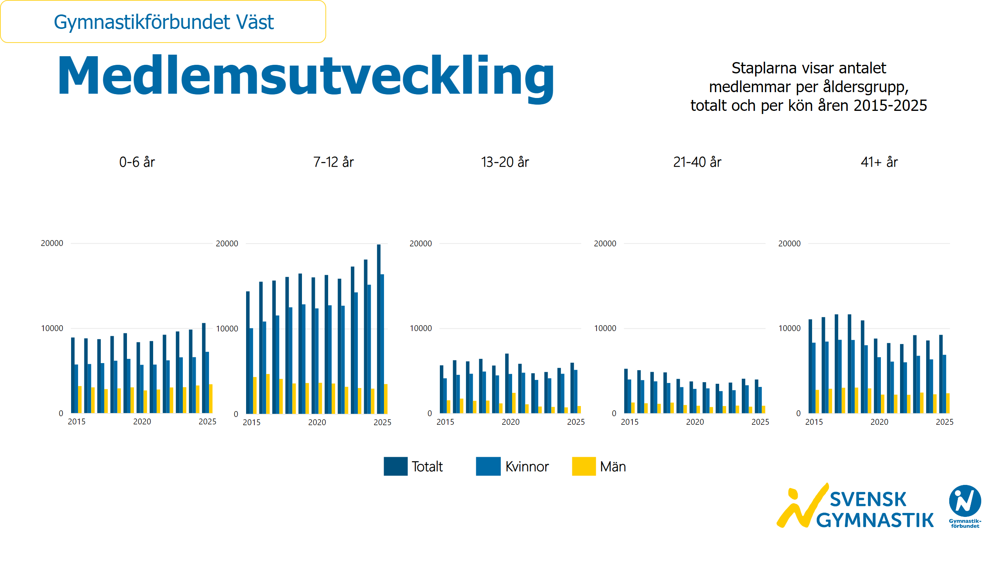 Gymnastikförbundet Väst
Medlemsutveckling
Staplarna visar antalet
medlemmar per åldersgrupp,
totalt och per kön åren 2015-2025
0-6 år
7-12 år
13-20 år
21-40 år
41+ år
20000
10000
0
2015 2020 2025
20000
10000
0
2015 2020 2025
20000
10000
0
2015 2020 2025
20000
10000
0
2015 2020 2025
20000
10000
0
2015 2020 2025
Totalt
Kvinnor
Män
SVENSK
GYMNASTIK
Gymnastik-
förbundet